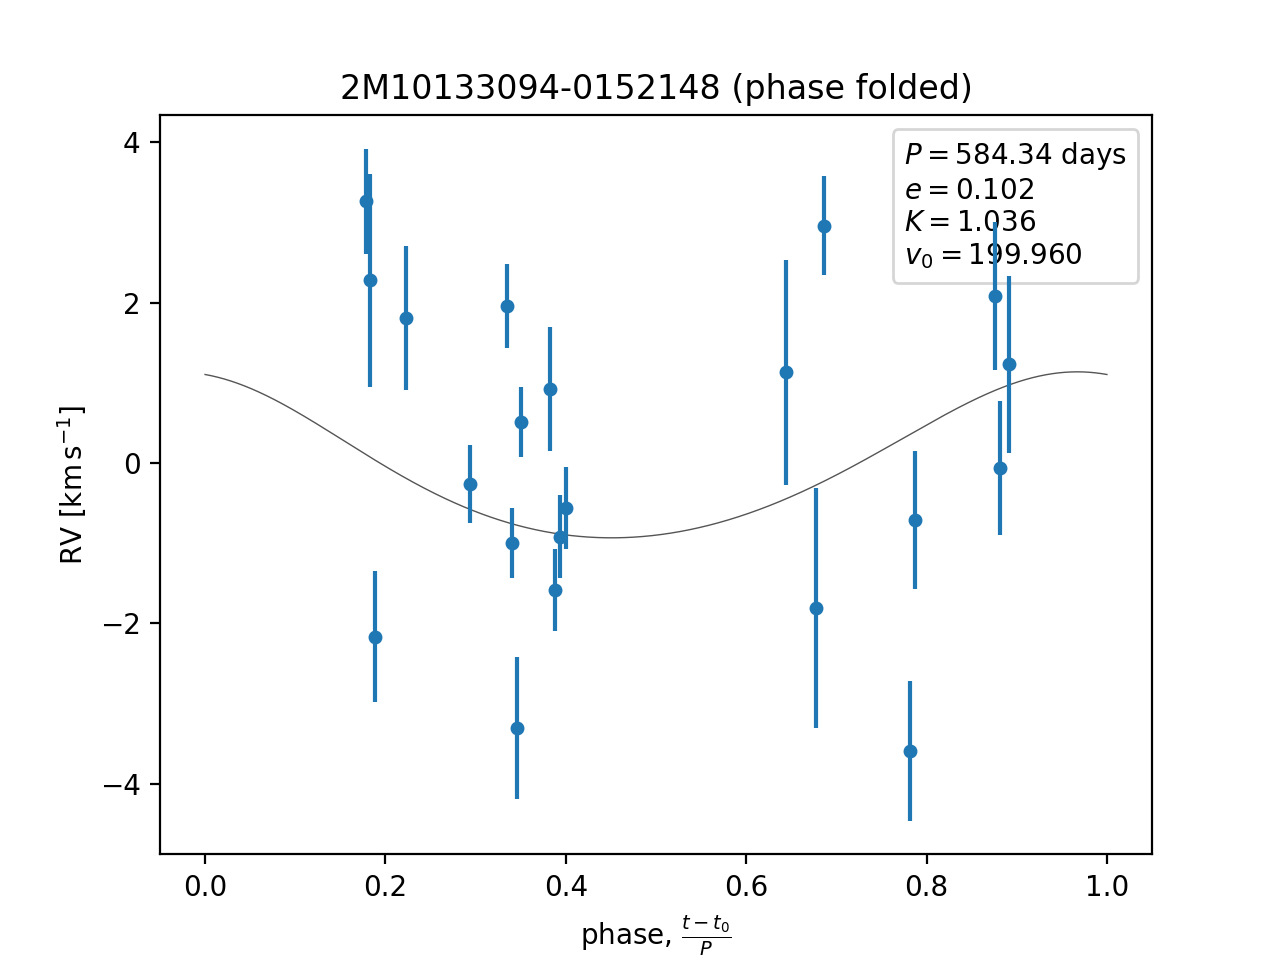 2M10133094-0152148 (phase folded)
P = 584.34 days
e = 0.102
K = 1.036
v₀ = 199.960
4
2
0
−2
−4
RV [km s⁻¹]
0.0 0.2 0.4 0.6 0.8 1.0
phase, (t − t₀)/P